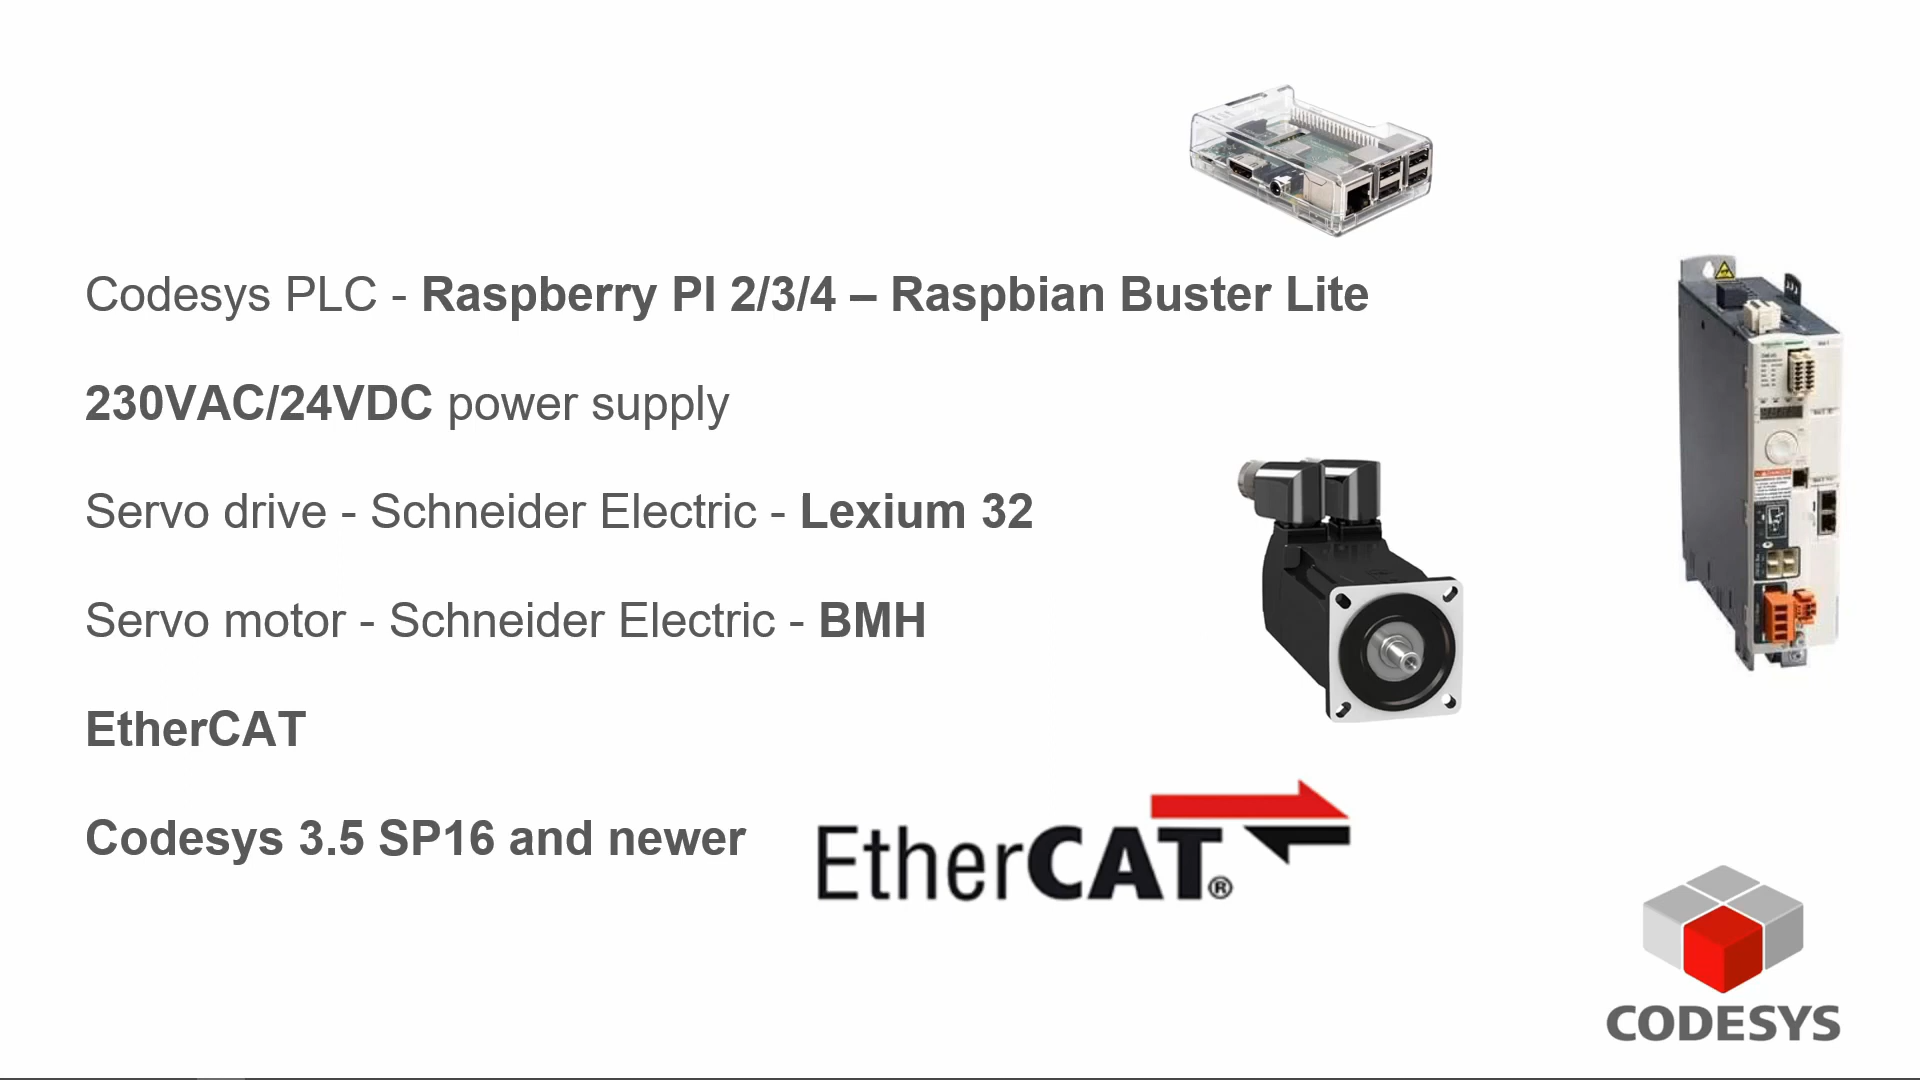 Codesys PLC - Raspberry PI 2/3/4 – Raspbian Buster Lite
230VAC/24VDC power supply
Servo drive - Schneider Electric - Lexium 32
Servo motor - Schneider Electric - BMH
EtherCAT
Codesys 3.5 SP16 and newer
EtherCAT®
CODESYS